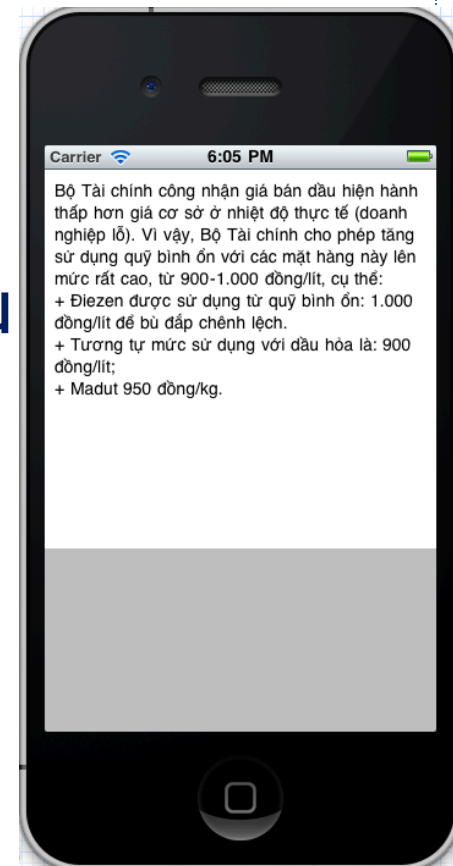 Carrier 6:05 PM
Bộ Tài chính công nhận giá bán dầu hiện hành
thấp hơn giá cơ sở ở nhiệt độ thực tế (doanh
nghiệp lỗ). Vì vậy, Bộ Tài chính cho phép tăng
sử dụng quỹ bình ổn với các mặt hàng này lên
mức rất cao, từ 900-1.000 đồng/lít, cụ thể:
+ Điezen được sử dụng từ quỹ bình ổn: 1.000
đồng/lít để bù đắp chênh lệch.
+ Tương tự mức sử dụng với dầu hỏa là: 900
đồng/lít;
+ Madut 950 đồng/kg.